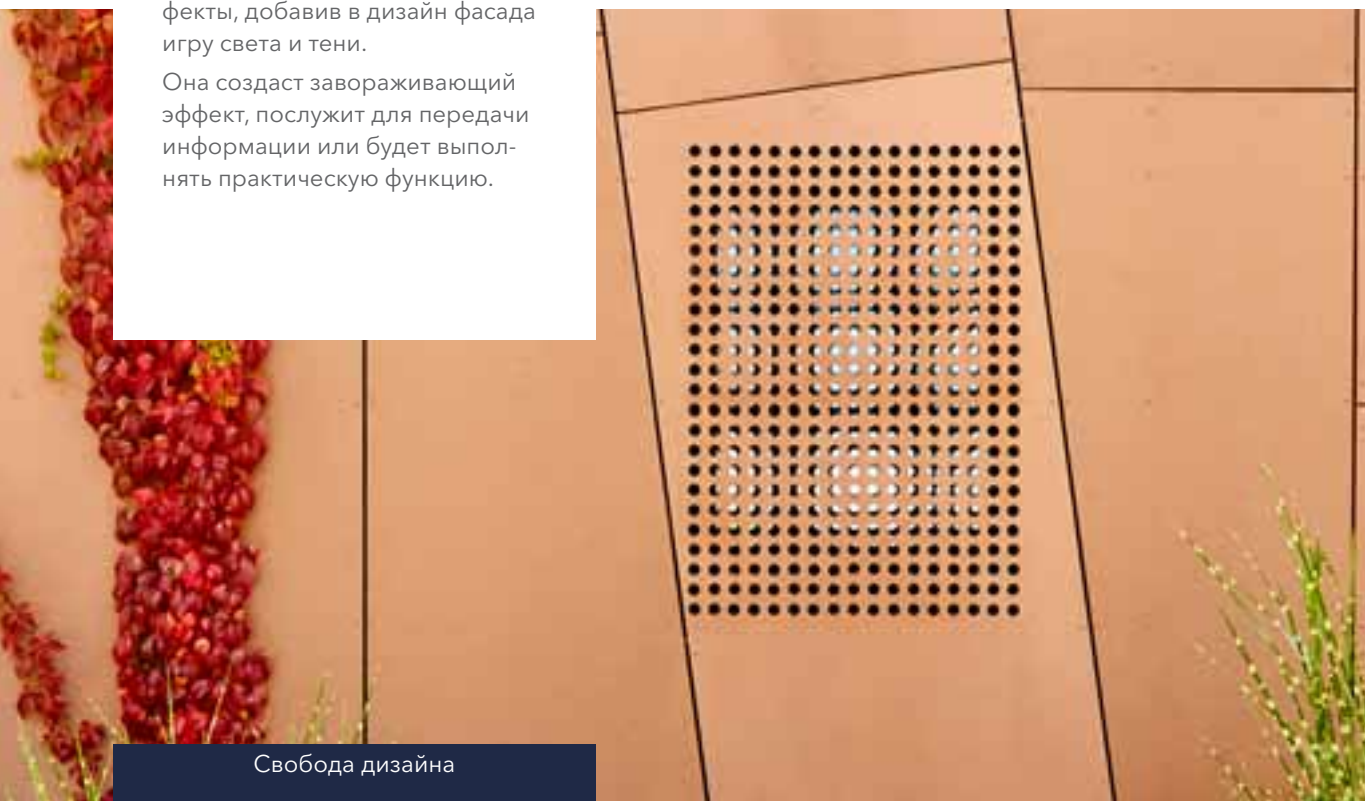 фекты, добавив в дизайн фасада
игру света и тени.
Она создаст завораживающий
эффект, послужит для передачи
информации или будет выпол-
нять практическую функцию.
Свобода дизайна